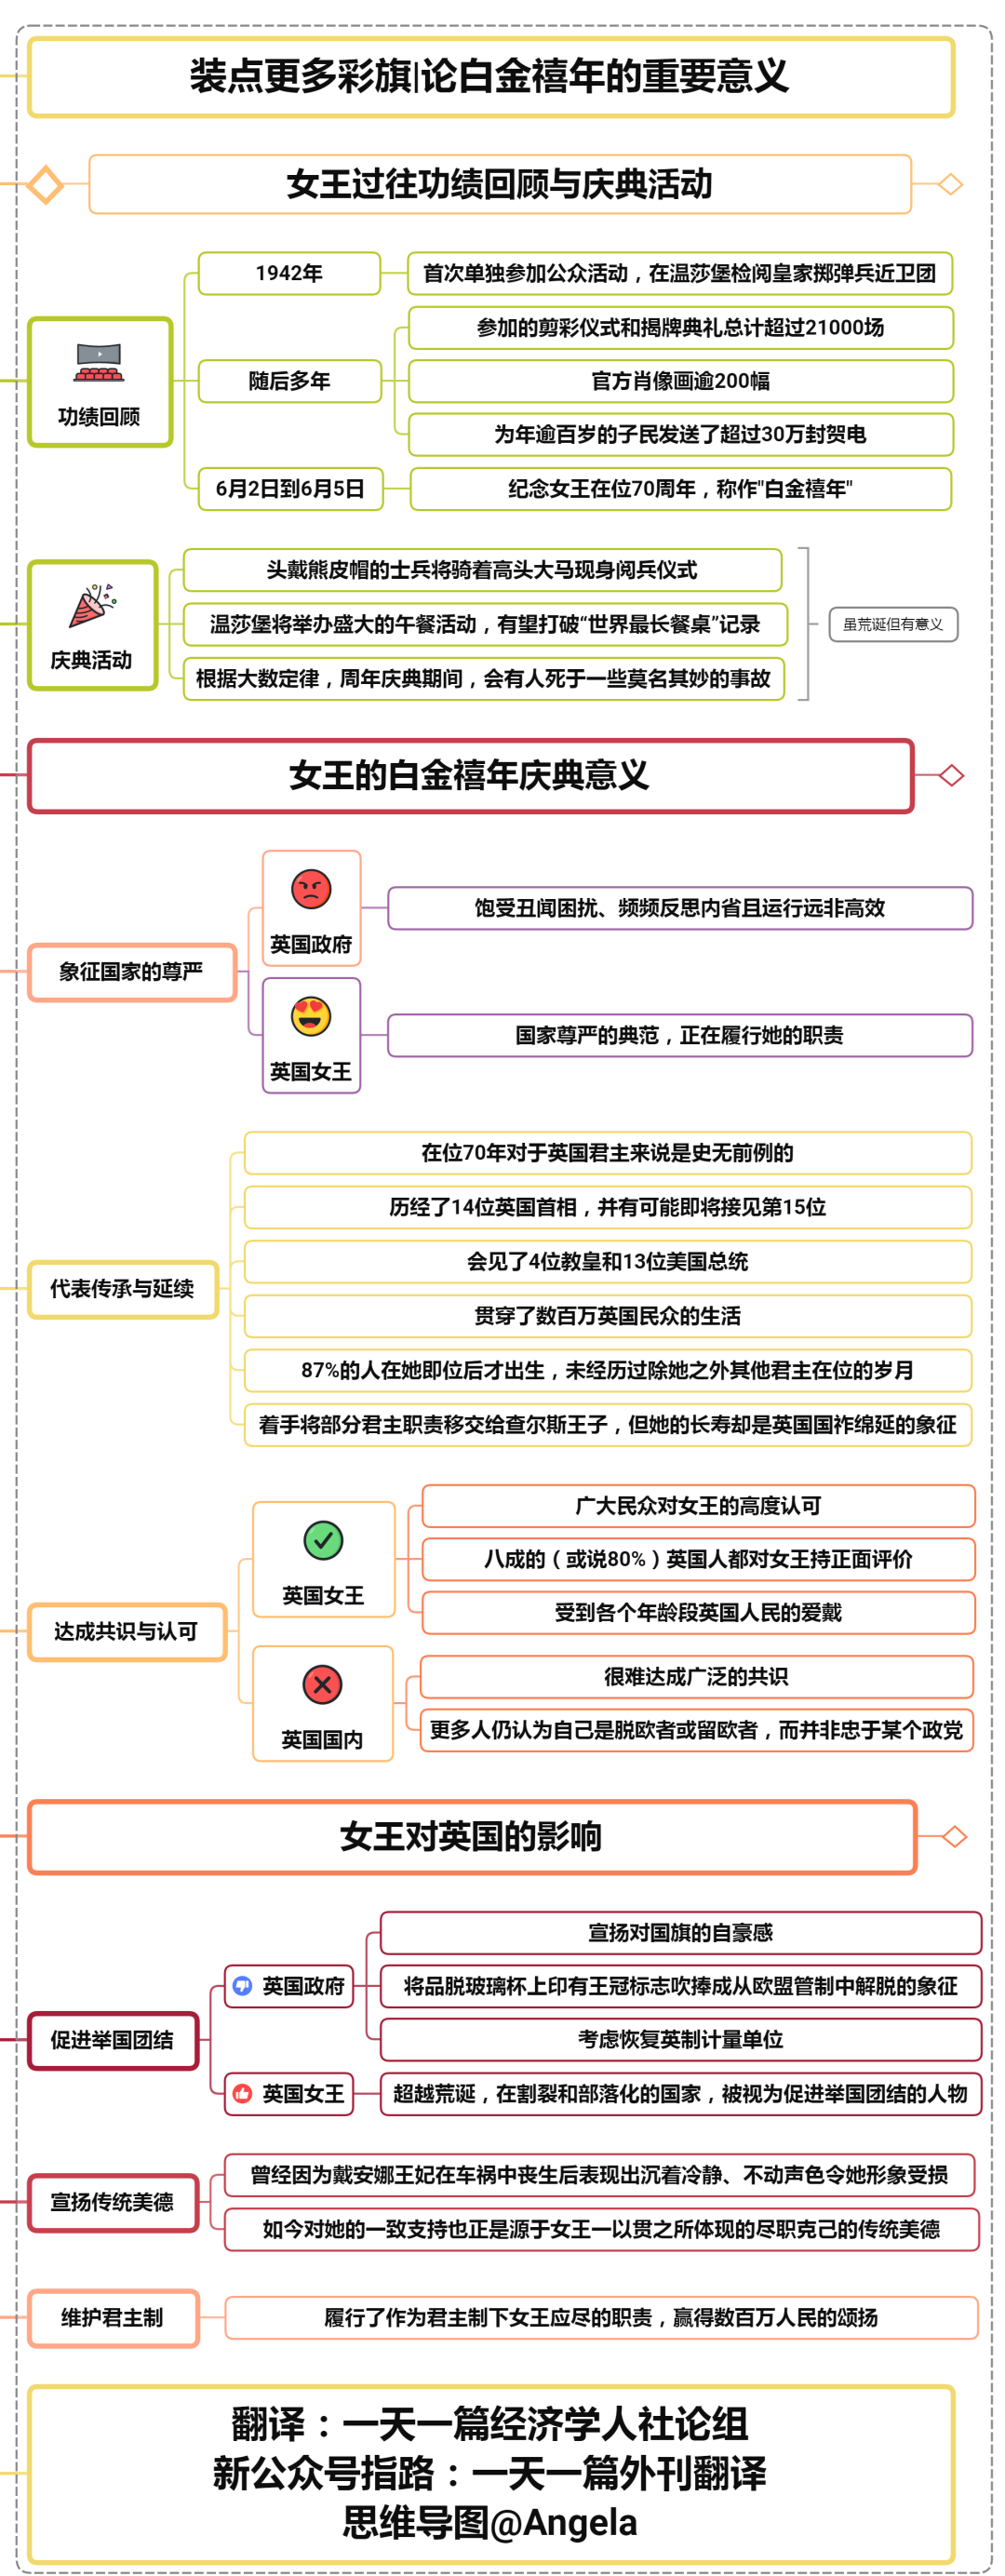 装点更多彩旗|论白金禧年的重要意义
女王过往功绩回顾与庆典活动
功绩回顾
1942年
首次单独参加公众活动，在温莎堡检阅皇家掷弹兵近卫团
随后多年
参加的剪彩仪式和揭牌典礼总计超过21000场
官方肖像画逾200幅
为年逾百岁的子民发送了超过30万封贺电
6月2日到6月5日
纪念女王在位70周年，称作"白金禧年"
庆典活动
头戴熊皮帽的士兵将骑着高头大马现身阅兵仪式
温莎堡将举办盛大的午餐活动，有望打破“世界最长餐桌”记录
根据大数定律，周年庆典期间，会有人死于一些莫名其妙的事故
虽荒诞但有意义
女王的白金禧年庆典意义
象征国家的尊严
英国政府
饱受丑闻困扰、频频反思内省且运行远非高效
英国女王
国家尊严的典范，正在履行她的职责
代表传承与延续
在位70年对于英国君主来说是史无前例的
历经了14位英国首相，并有可能即将接见第15位
会见了4位教皇和13位美国总统
贯穿了数百万英国民众的生活
87%的人在她即位后才出生，未经历过除她之外其他君主在位的岁月
着手将部分君主职责移交给查尔斯王子，但她的长寿却是英国国祚绵延的象征
达成共识与认可
英国女王
广大民众对女王的高度认可
八成的（或说80%）英国人都对女王持正面评价
受到各个年龄段英国人民的爱戴
英国国内
很难达成广泛的共识
更多人仍认为自己是脱欧者或留欧者，而并非忠于某个政党
女王对英国的影响
促进举国团结
英国政府
宣扬对国旗的自豪感
将品脱玻璃杯上印有王冠标志吹捧成从欧盟管制中解脱的象征
考虑恢复英制计量单位
英国女王
超越荒诞，在割裂和部落化的国家，被视为促进举国团结的人物
宣扬传统美德
曾经因为戴安娜王妃在车祸中丧生后表现出沉着冷静、不动声色令她形象受损
如今对她的一致支持也正是源于女王一以贯之所体现的尽职克己的传统美德
维护君主制
履行了作为君主制下女王应尽的职责，赢得数百万人民的颂扬
翻译：一天一篇经济学人社论组
新公众号指路：一天一篇外刊翻译
思维导图@Angela